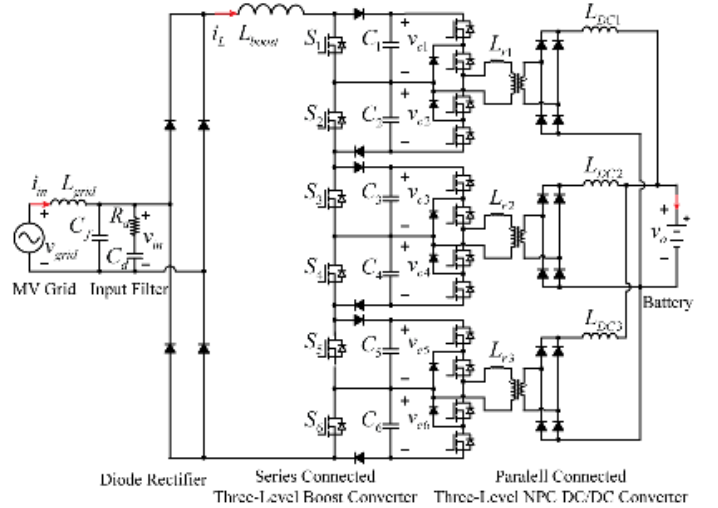 i_L L_boost
S_1 C_1 v_c1 L_r1 L_DC1
S_2 C_2 v_c2
S_3 C_3 v_c3 L_r2 L_DC2
S_4 C_4 v_c4
S_5 C_5 v_c5 L_r3 L_DC3
S_6 C_6 v_c6
i_in L_grid
C_f R_d v_in
v_grid C_d
v_o
MV Grid Input Filter
Battery
Diode Rectifier
Series Connected
Three-Level Boost Converter
Paralell Connected
Three-Level NPC DC/DC Converter